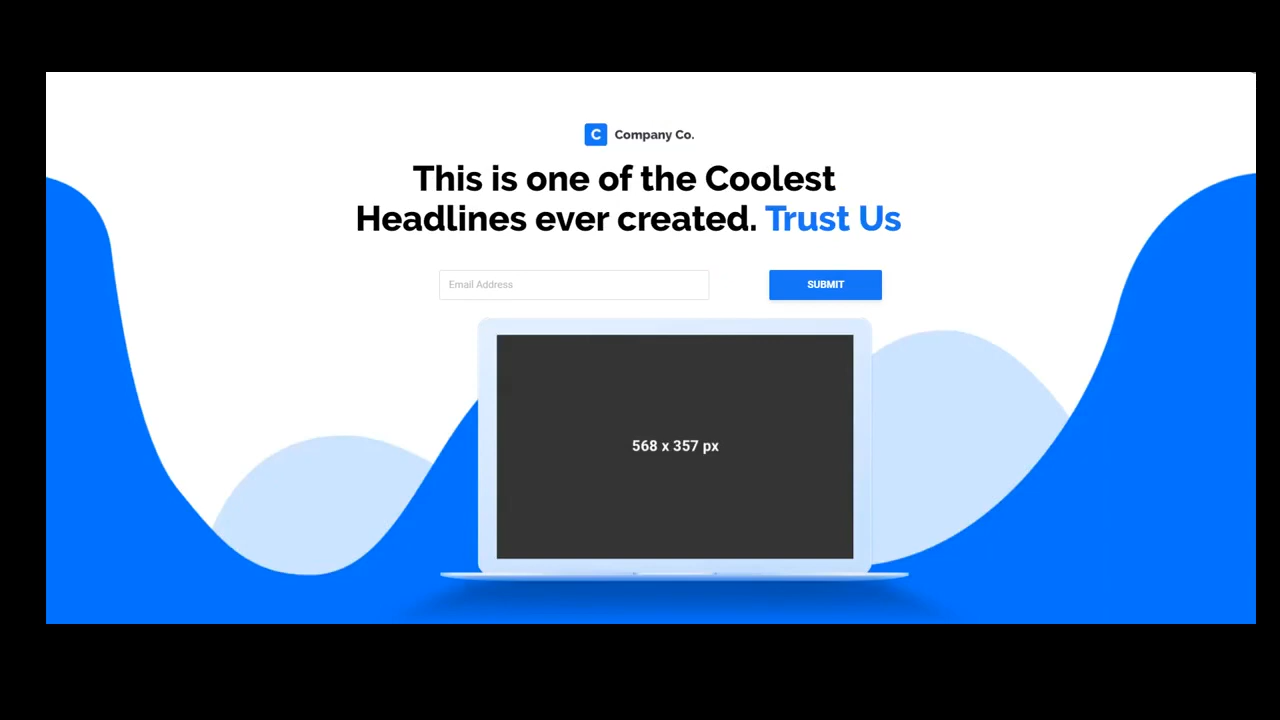 C Company Co.
This is one of the Coolest
Headlines ever created. Trust Us
Email Address SUBMIT
568 x 357 px